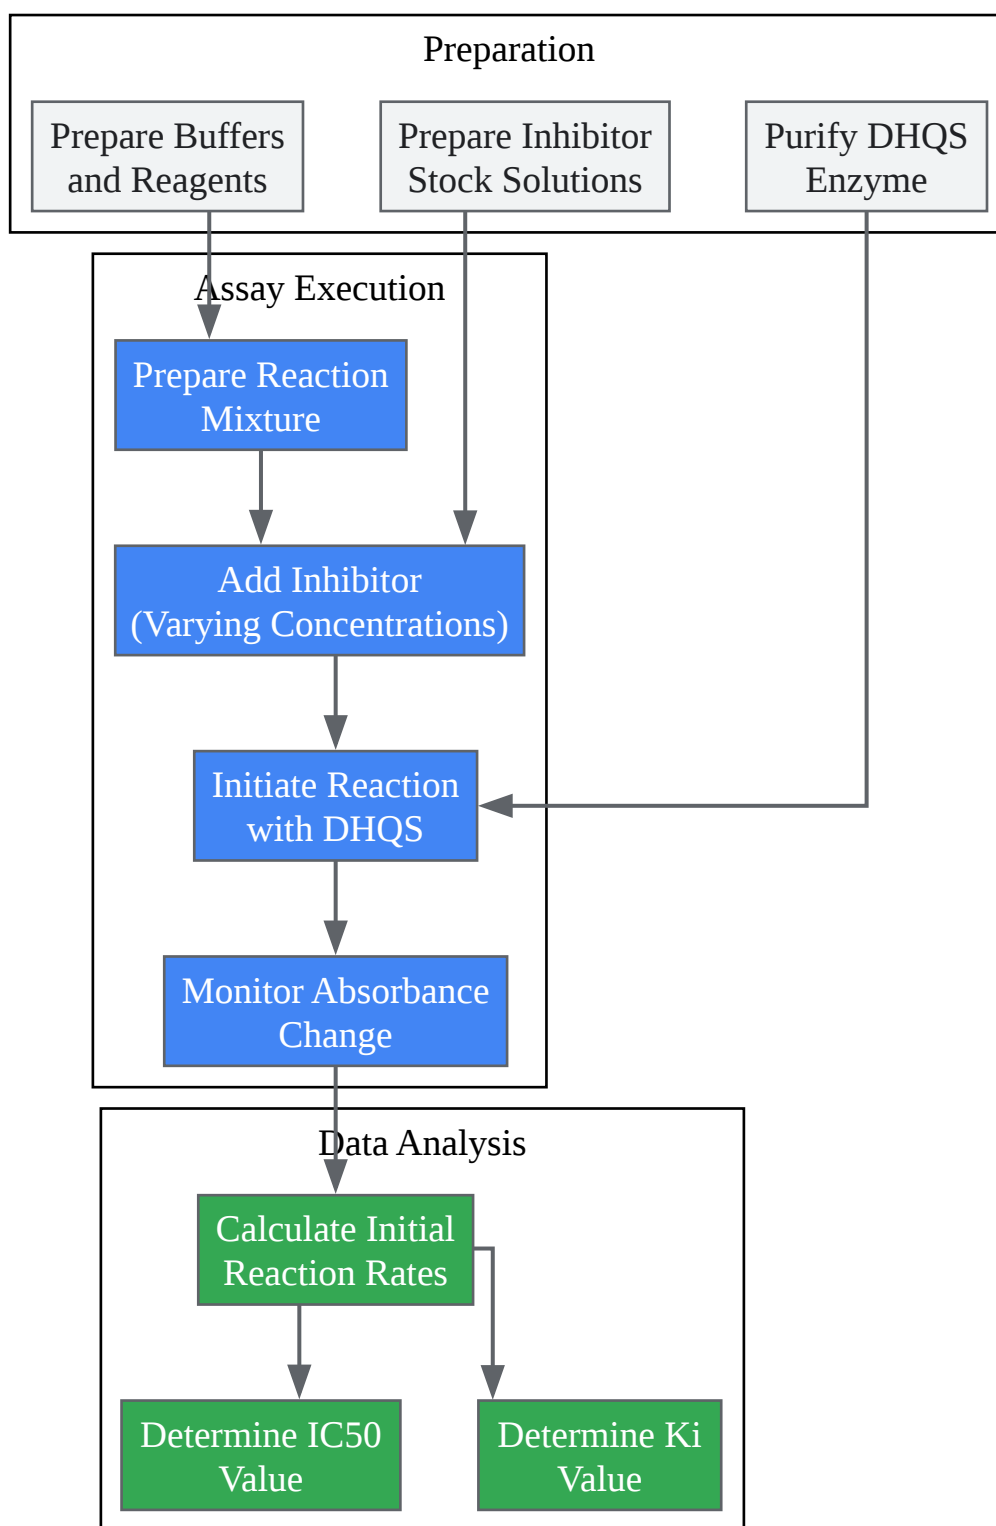 Preparation
Prepare Buffers
and Reagents
Prepare Inhibitor
Stock Solutions
Purify DHQS
Enzyme
Assay Execution
Prepare Reaction
Mixture
Add Inhibitor
(Varying Concentrations)
Initiate Reaction
with DHQS
Monitor Absorbance
Change
Data Analysis
Calculate Initial
Reaction Rates
Determine IC50
Value
Determine Ki
Value